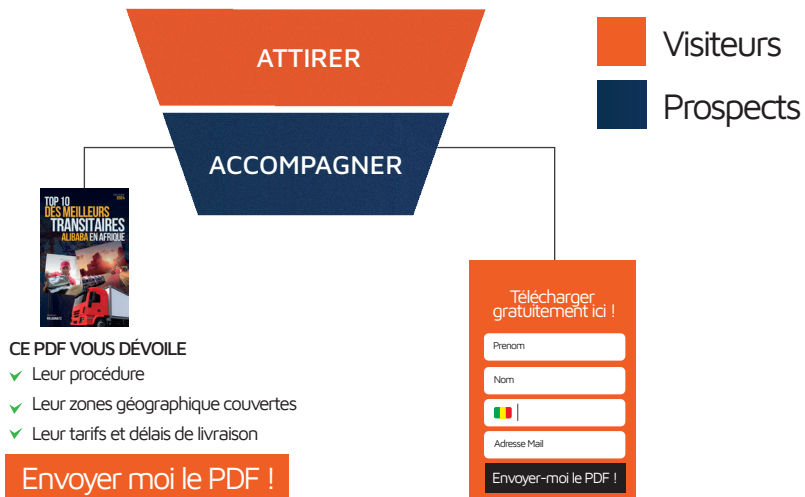 ATTIRER
ACCOMPAGNER
Visiteurs
Prospects
TOP 10
DES MEILLEURS
TRANSITAIRES
ALIBABA EN AFRIQUE
2024
CE PDF VOUS DÉVOILE
Leur procédure
Leur zones géographique couvertes
Leur tarifs et délais de livraison
Envoyer moi le PDF !
Télécharger
gratuitement ici !
Prenom
Nom
Adresse Mail
Envoyer-moi le PDF !